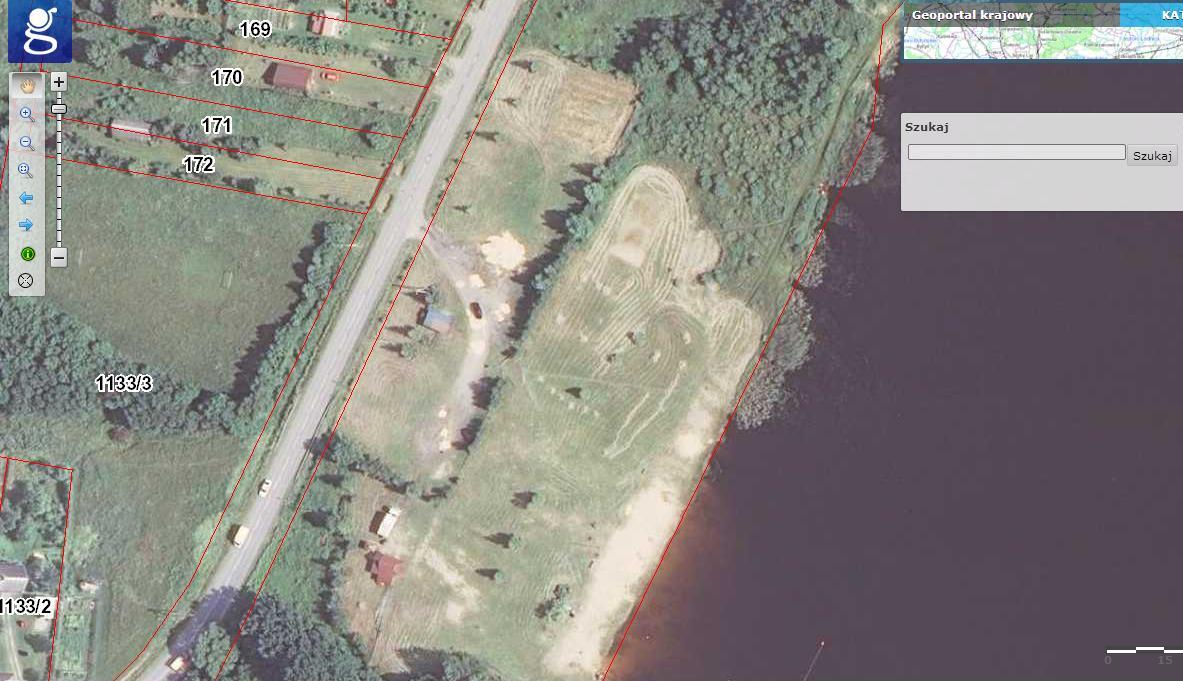 g
Geoportal krajowy
KAT
169
170
171
172
Szukaj
Szukaj
1133/3
1133/2
0 15